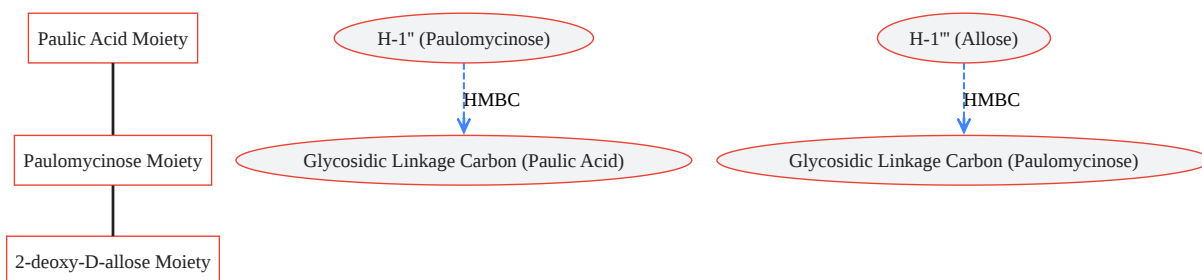 Paulic Acid Moiety
H-1" (Paulomycinose)
H-1"' (Allose)
HMBC
HMBC
Paulomycinose Moiety
Glycosidic Linkage Carbon (Paulic Acid)
Glycosidic Linkage Carbon (Paulomycinose)
2-deoxy-D-allose Moiety